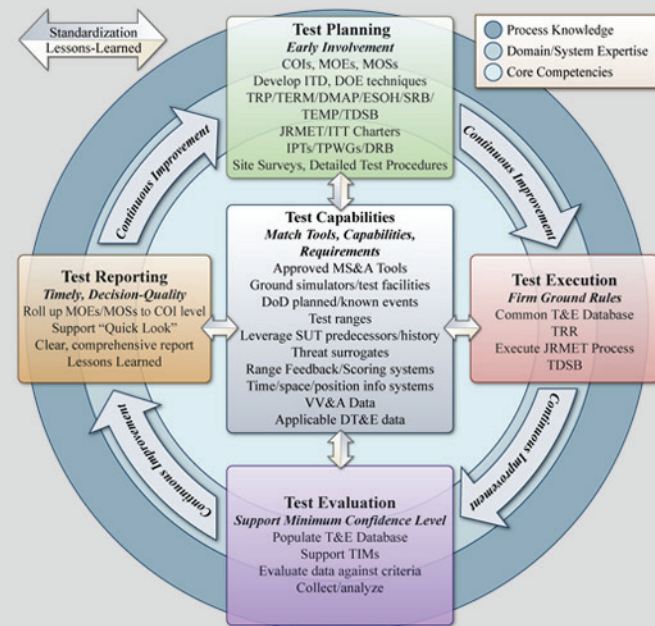 Standardization
Lessons-Learned
Process Knowledge
Domain/System Expertise
Core Competencies
Test Planning
Early Involvement
COIs, MOEs, MOSs
Develop ITD, DOE techniques
TRP/TERM/DMAP/ESOH/SRB/
TEMP/TDSB
JRMET/ITT Charters
IPTs/TPWGs/DRB
Site Surveys, Detailed Test Procedures
Continuous Improvement
Continuous Improvement
Test Capabilities
Match Tools, Capabilities,
Requirements
Approved MS&A Tools
Ground simulators/test facilities
DoD planned/known events
Test ranges
Leverage SUT predecessors/history
Threat surrogates
Range Feedback/Scoring systems
Time/space/position info systems
VV&A Data
Applicable DT&E data
Test Reporting
Timely, Decision-Quality
Roll up MOEs/MOSs to COI level
Support “Quick Look”
Clear, comprehensive report
Lessons Learned
Test Execution
Firm Ground Rules
Common T&E Database
TRR
Execute JRMET Process
TDSB
Continuous Improvement
Continuous Improvement
Test Evaluation
Support Minimum Confidence Level
Populate T&E Database
Support TIMs
Evaluate data against criteria
Collect/analyze